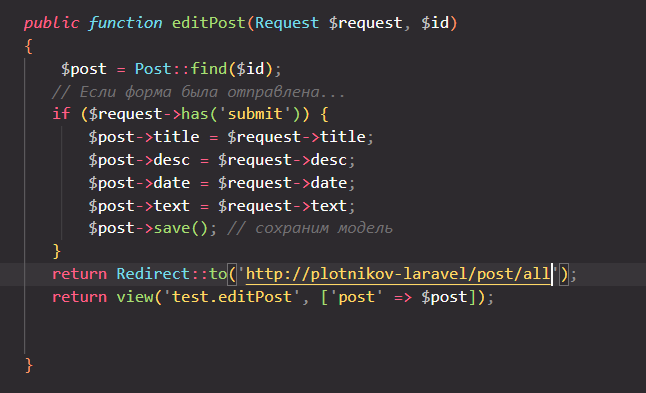 public function editPost(Request $request, $id)
{
$post = Post::find($id);
// Если форма была отправлена...
if ($request->has('submit')) {
$post->title = $request->title;
$post->desc = $request->desc;
$post->date = $request->date;
$post->text = $request->text;
$post->save(); // сохраним модель
}
return Redirect::to('http://plotnikov-laravel/post/all');
return view('test.editPost', ['post' => $post]);
}